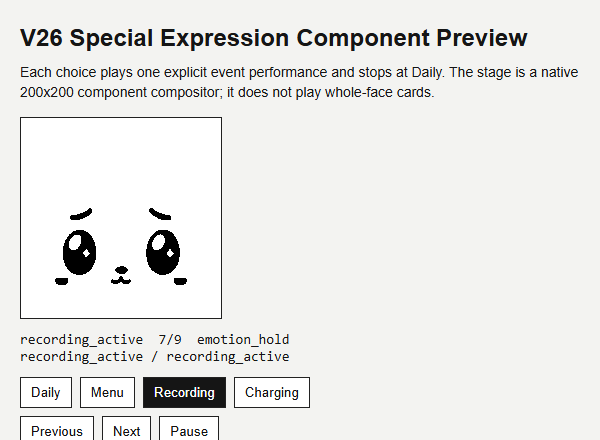 V26 Special Expression Component Preview
Each choice plays one explicit event performance and stops at Daily. The stage is a native
200x200 component compositor; it does not play whole-face cards.
recording_active  7/9  emotion_hold
recording_active / recording_active
Daily Menu Recording Charging
Previous Next Pause